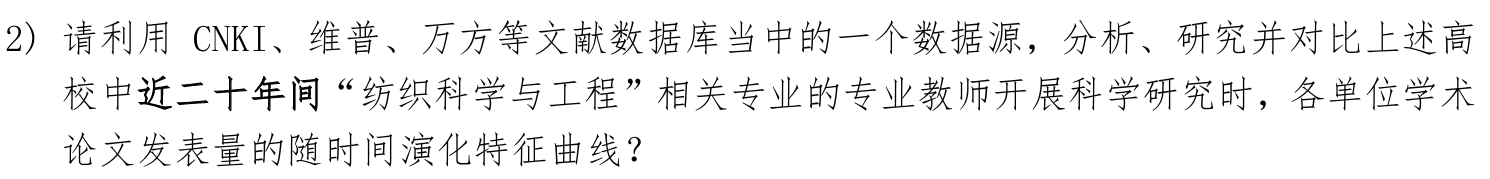 2) 请利用 CNKI、维普、万方等文献数据库当中的一个数据源，分析、研究并对比上述高
校中近二十年间“纺织科学与工程”相关专业的专业教师开展科学研究时，各单位学术
论文发表量的随时间演化特征曲线？